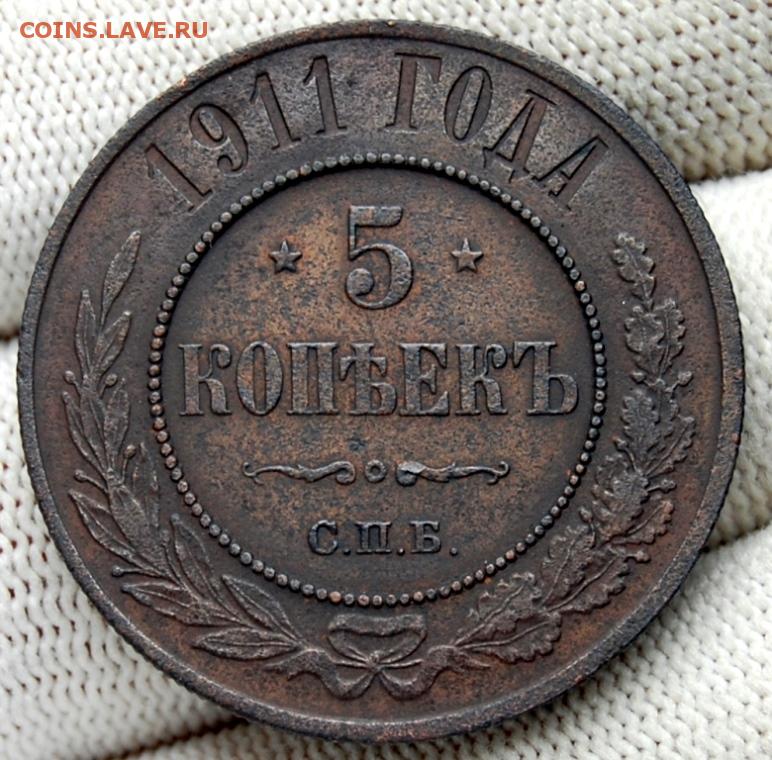 COINS.LAVE.RU
1911 ГОДА
5
КОПѢЕКЪ
С.П.Б.